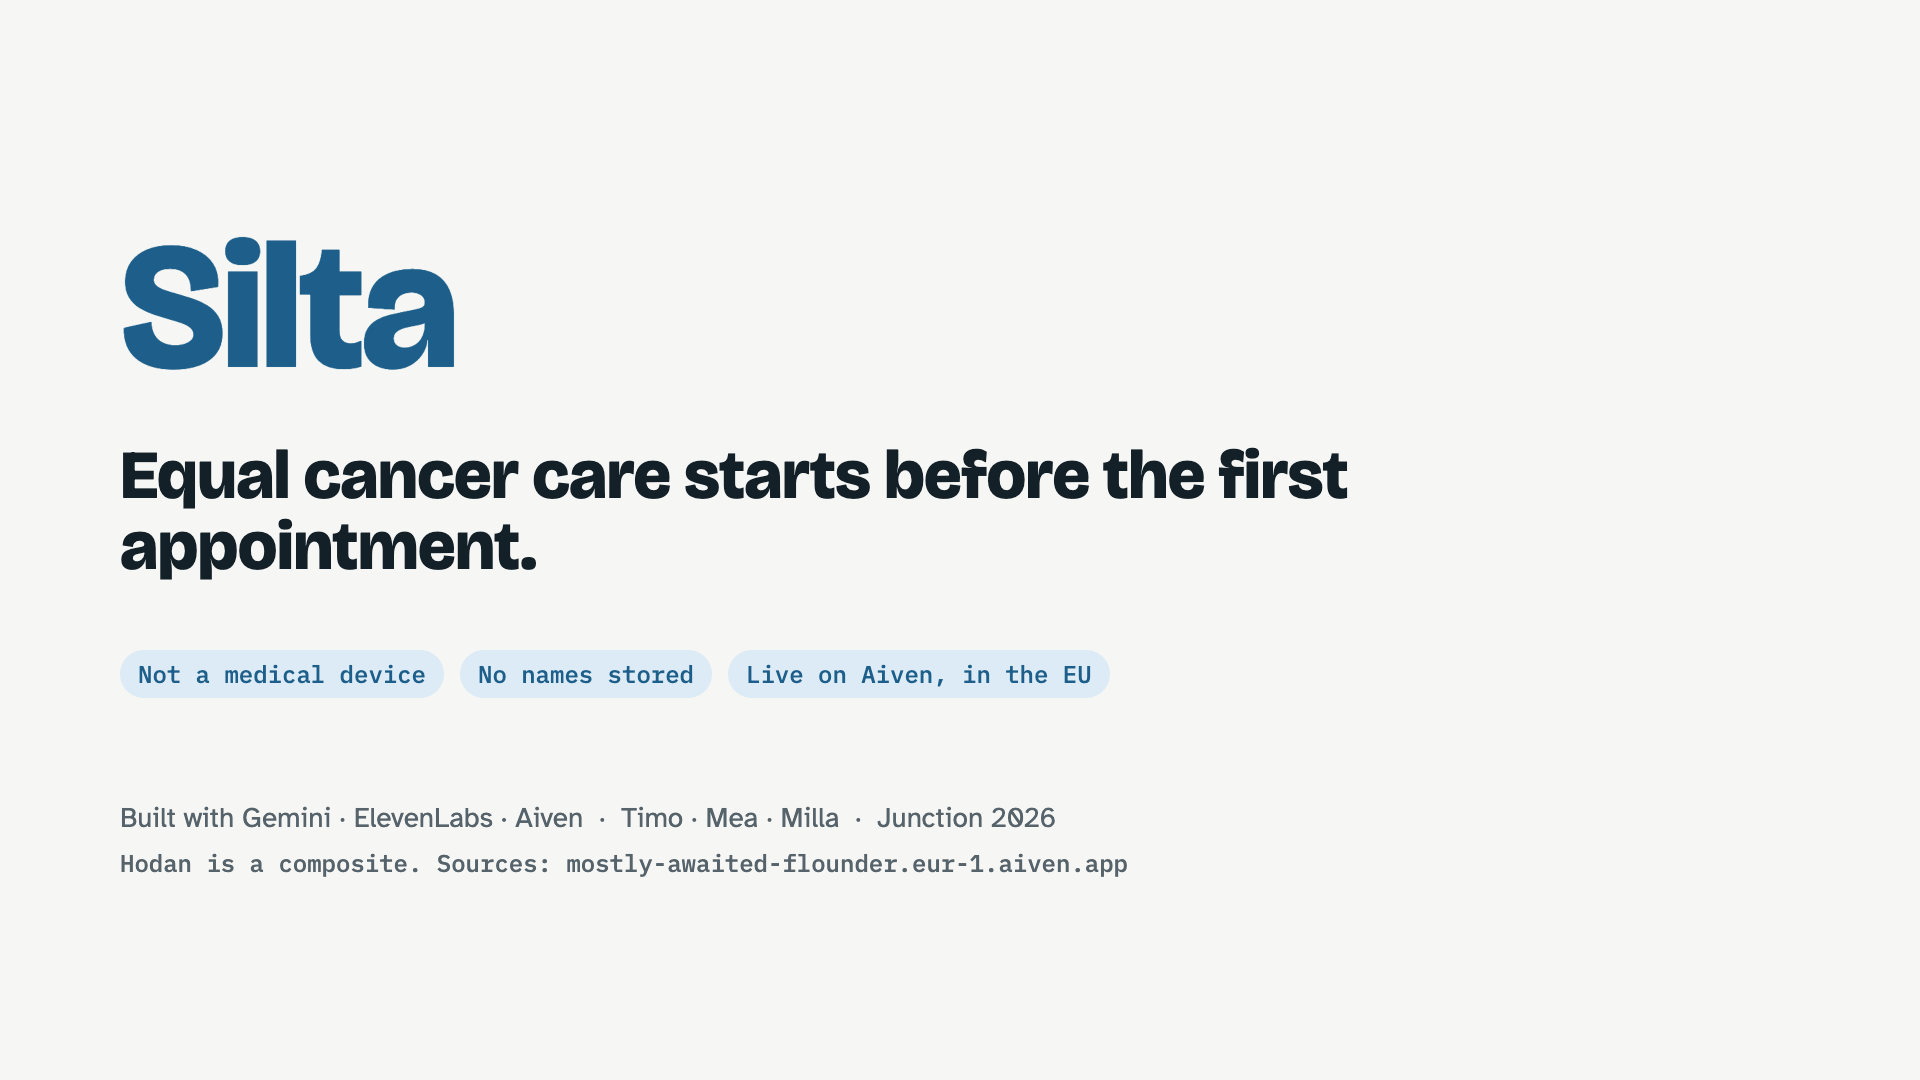 Silta
Equal cancer care starts before the first
appointment.
Not a medical device
No names stored
Live on Aiven, in the EU
Built with Gemini · ElevenLabs · Aiven · Timo · Mea · Milla · Junction 2026
Hodan is a composite. Sources: mostly-awaited-flounder.eur-1.aiven.app